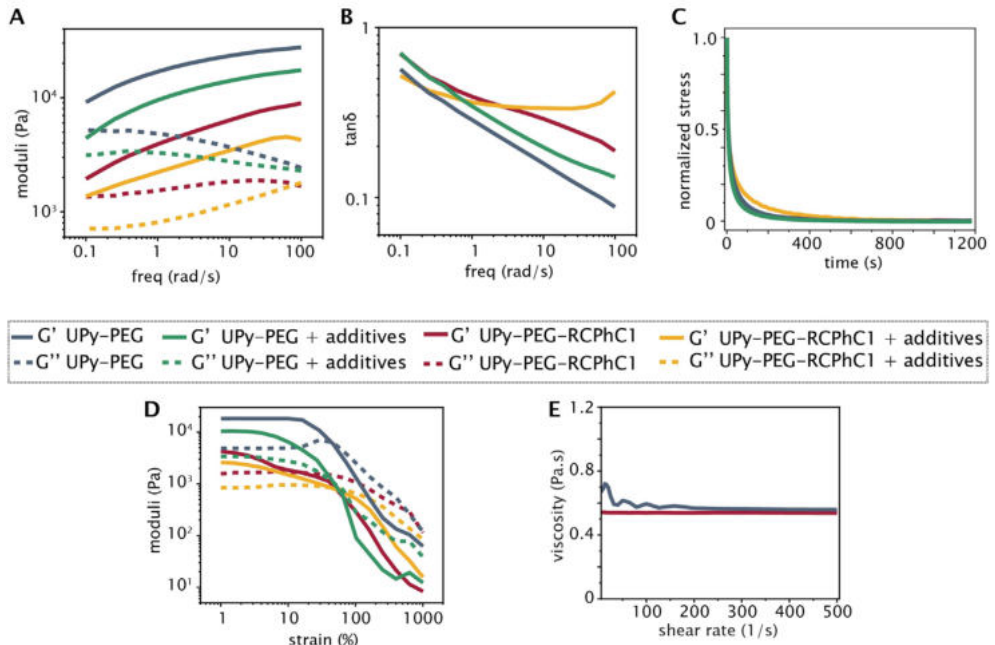 A
moduli (Pa)
10⁴
10³
0.1 1 10 100
freq (rad/s)
B
tanδ
1
0.1
0.1 1 10 100
freq (rad/s)
C
normalized stress
1.0
0.5
0
0 400 800 1200
time (s)
G' UPy-PEG G' UPy-PEG + additives G' UPy-PEG-RCPhC1 G' UPy-PEG-RCPhC1 + additives
G'' UPy-PEG G'' UPy-PEG + additives G'' UPy-PEG-RCPhC1 G'' UPy-PEG-RCPhC1 + additives
D
moduli (Pa)
10⁴
10³
10²
10¹
1 10 100 1000
strain (%)
E
viscosity (Pa.s)
1.2
0.8
0.4
0
100 200 300 400 500
shear rate (1/s)